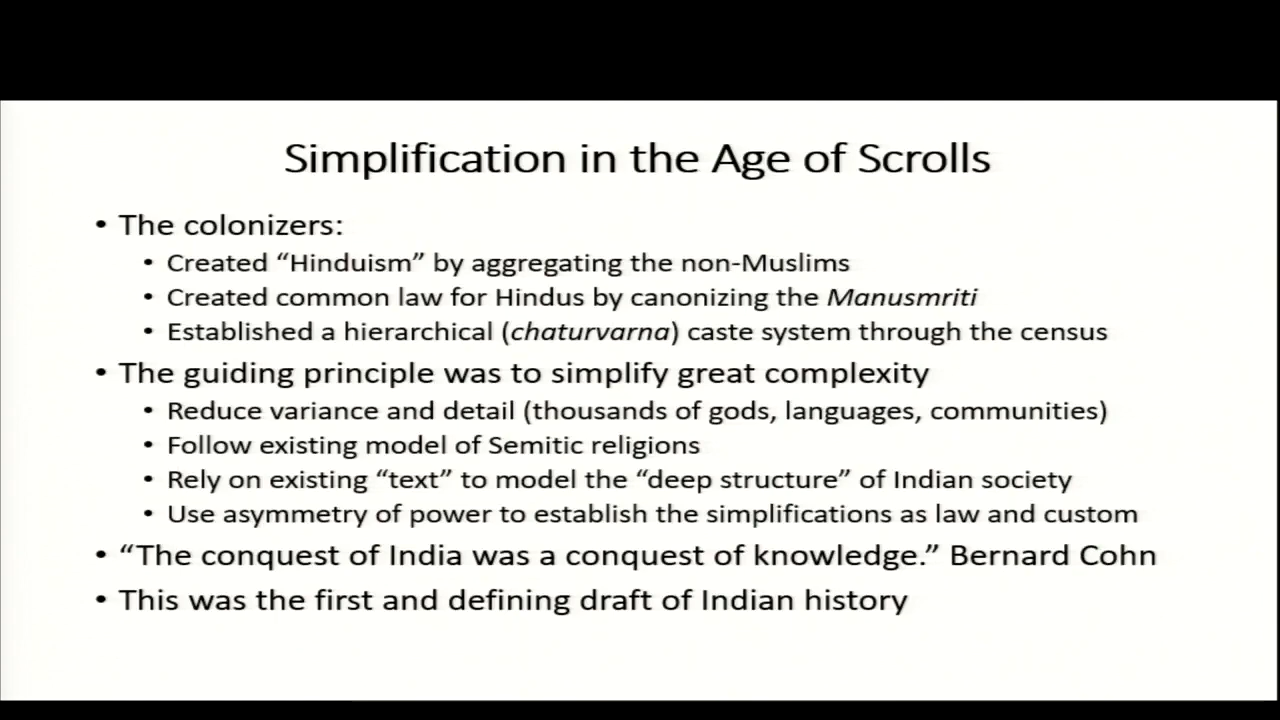 Simplification in the Age of Scrolls
• The colonizers:
• Created “Hinduism” by aggregating the non-Muslims
• Created common law for Hindus by canonizing the Manusmriti
• Established a hierarchical (chaturvarna) caste system through the census
• The guiding principle was to simplify great complexity
• Reduce variance and detail (thousands of gods, languages, communities)
• Follow existing model of Semitic religions
• Rely on existing “text” to model the “deep structure” of Indian society
• Use asymmetry of power to establish the simplifications as law and custom
• “The conquest of India was a conquest of knowledge.” Bernard Cohn
• This was the first and defining draft of Indian history